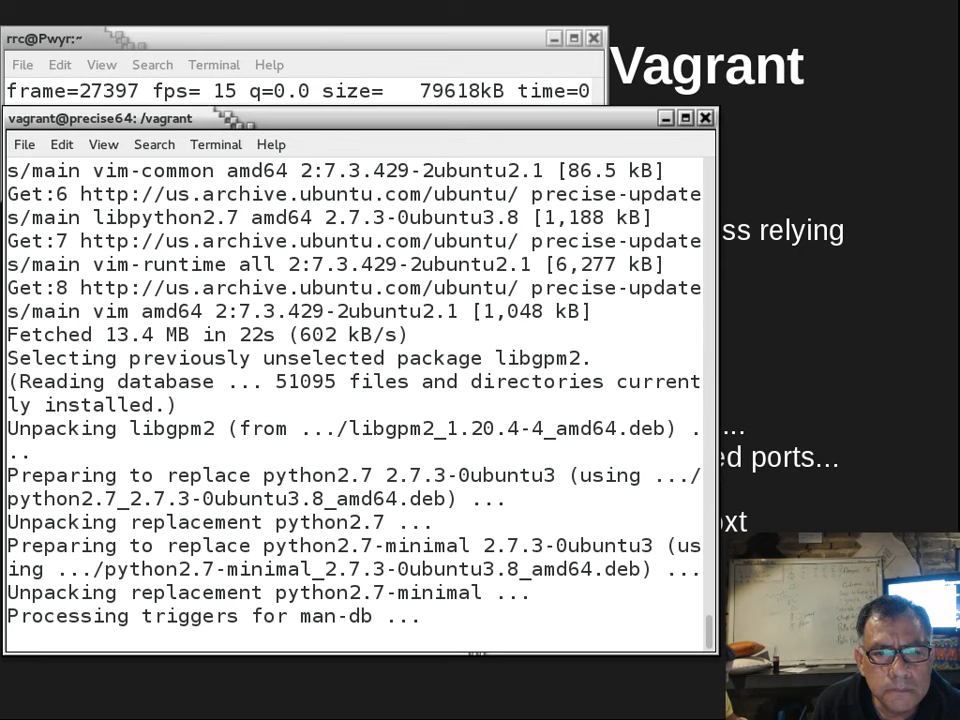 rrc@Pwyr:~
Vagrant
File Edit View Search Terminal Help
frame=27397 fps= 15 q=0.0 size=   79618kB time=0
vagrant@precise64: /vagrant
File Edit View Search Terminal Help
s/main vim-common amd64 2:7.3.429-2ubuntu2.1 [86.5 kB]
Get:6 http://us.archive.ubuntu.com/ubuntu/ precise-update
s/main libpython2.7 amd64 2.7.3-0ubuntu3.8 [1,188 kB]
ss relying
Get:7 http://us.archive.ubuntu.com/ubuntu/ precise-update
s/main vim-runtime all 2:7.3.429-2ubuntu2.1 [6,277 kB]
Get:8 http://us.archive.ubuntu.com/ubuntu/ precise-update
s/main vim amd64 2:7.3.429-2ubuntu2.1 [1,048 kB]
Fetched 13.4 MB in 22s (602 kB/s)
Selecting previously unselected package libgpm2.
(Reading database ... 51095 files and directories current
ly installed.)
Unpacking libgpm2 (from .../libgpm2_1.20.4-4_amd64.deb) .
..
...
ed ports...
Preparing to replace python2.7 2.7.3-0ubuntu3 (using .../
python2.7_2.7.3-0ubuntu3.8_amd64.deb) ...
Unpacking replacement python2.7 ...
oxt
Preparing to replace python2.7-minimal 2.7.3-0ubuntu3 (us
ing .../python2.7-minimal_2.7.3-0ubuntu3.8_amd64.deb) ...
Unpacking replacement python2.7-minimal ...
Processing triggers for man-db ...